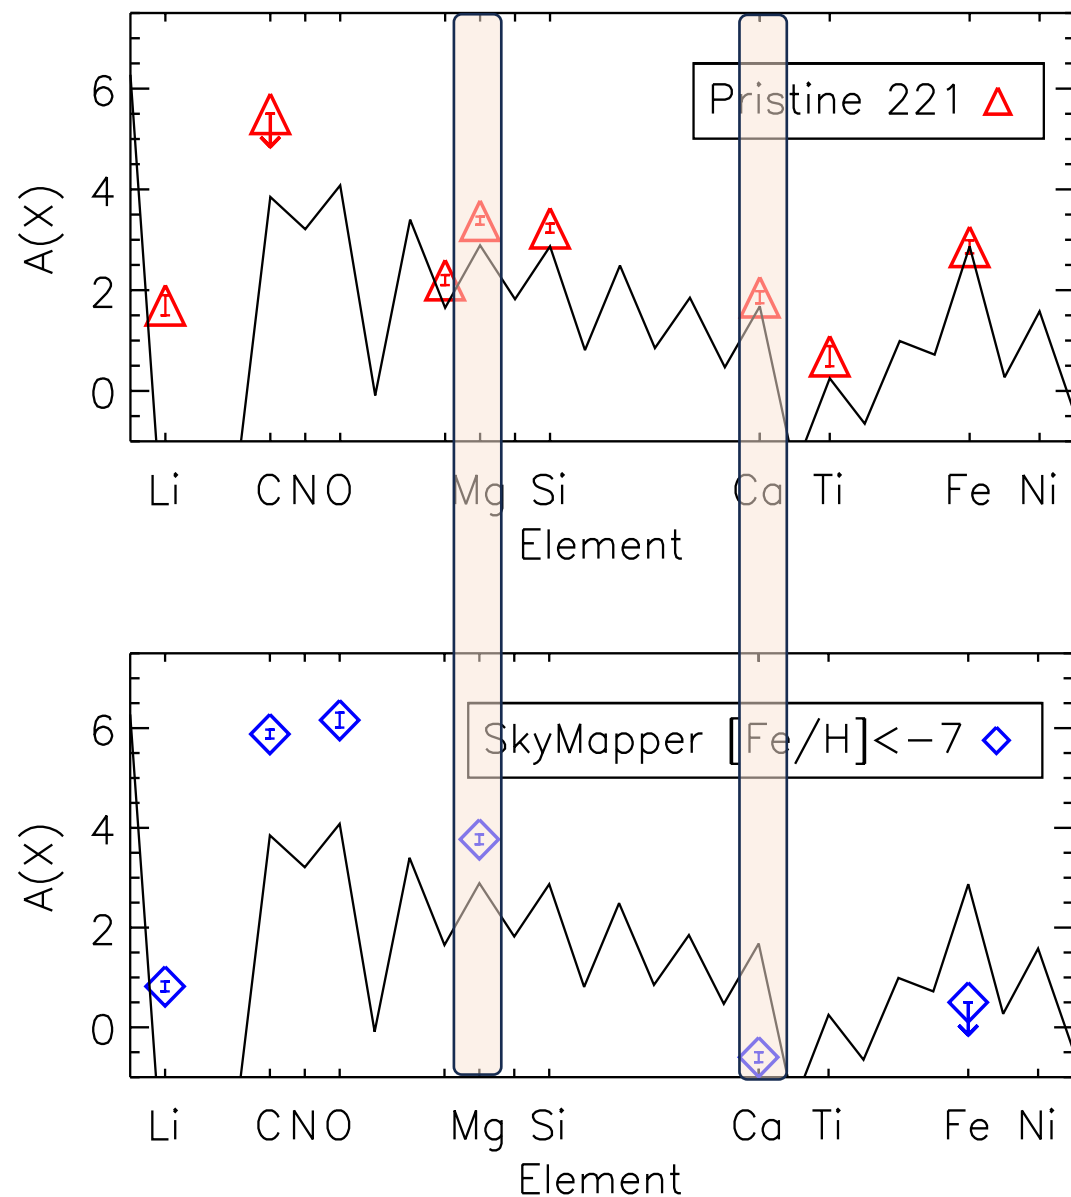 6
4
2
0
A(X)
Pristine 221
Li C N O Mg Si Ca Ti Fe Ni
Element
6
4
2
0
A(X)
SkyMapper [Fe/H]<−7
Li C N O Mg Si Ca Ti Fe Ni
Element